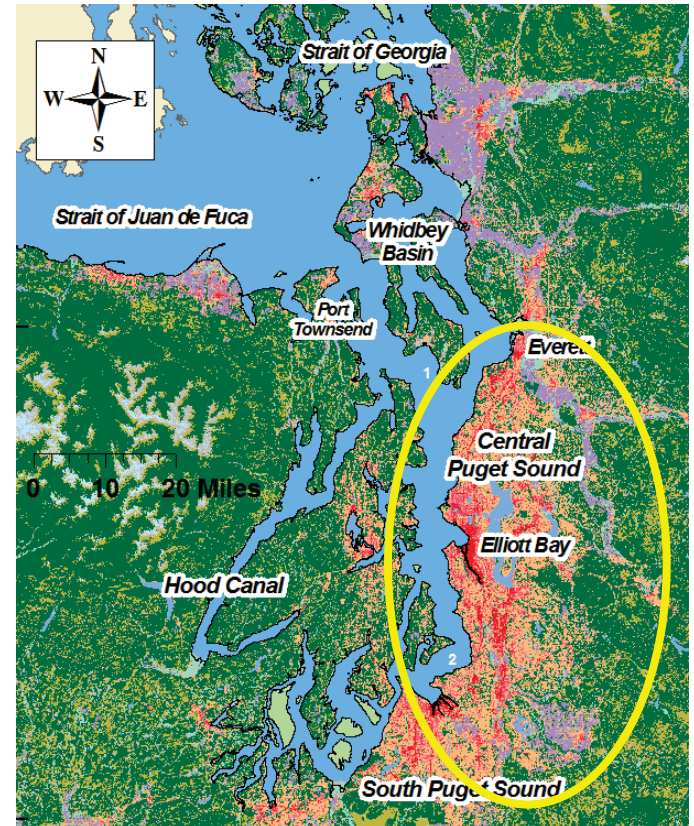 Strait of Georgia
N
W E
S
Strait of Juan de Fuca
Whidbey
Basin
Port
Townsend
Everett
1
Central
Puget Sound
0 10 20 Miles
Elliott Bay
Hood Canal
2
South Puget Sound